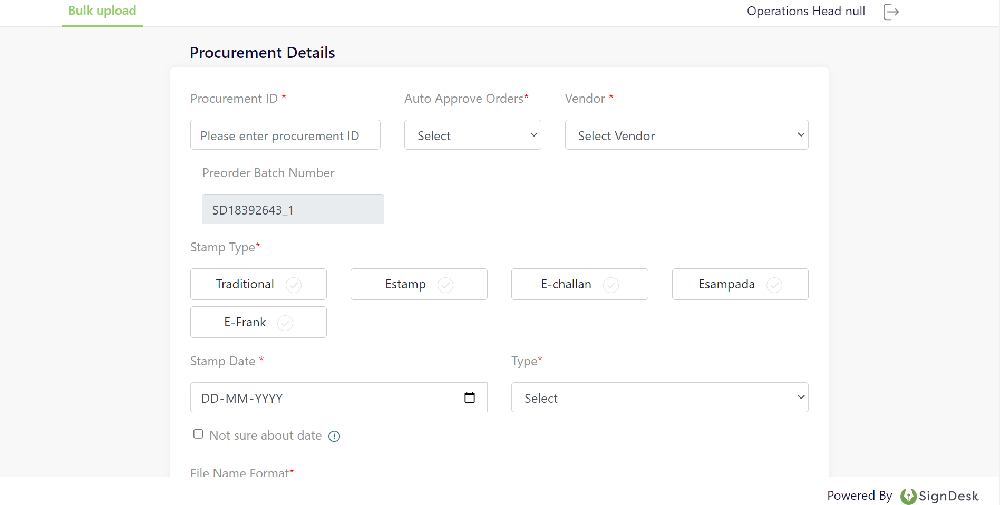 Bulk upload
Operations Head null
Procurement Details
Procurement ID *
Auto Approve Orders*
Vendor *
Please enter procurement ID
Select
Select Vendor
Preorder Batch Number
SD18392643_1
Stamp Type*
Traditional
Estamp
E-challan
Esampada
E-Frank
Stamp Date *
Type*
DD-MM-YYYY
Select
Not sure about date
File Name Format*
Powered By SignDesk